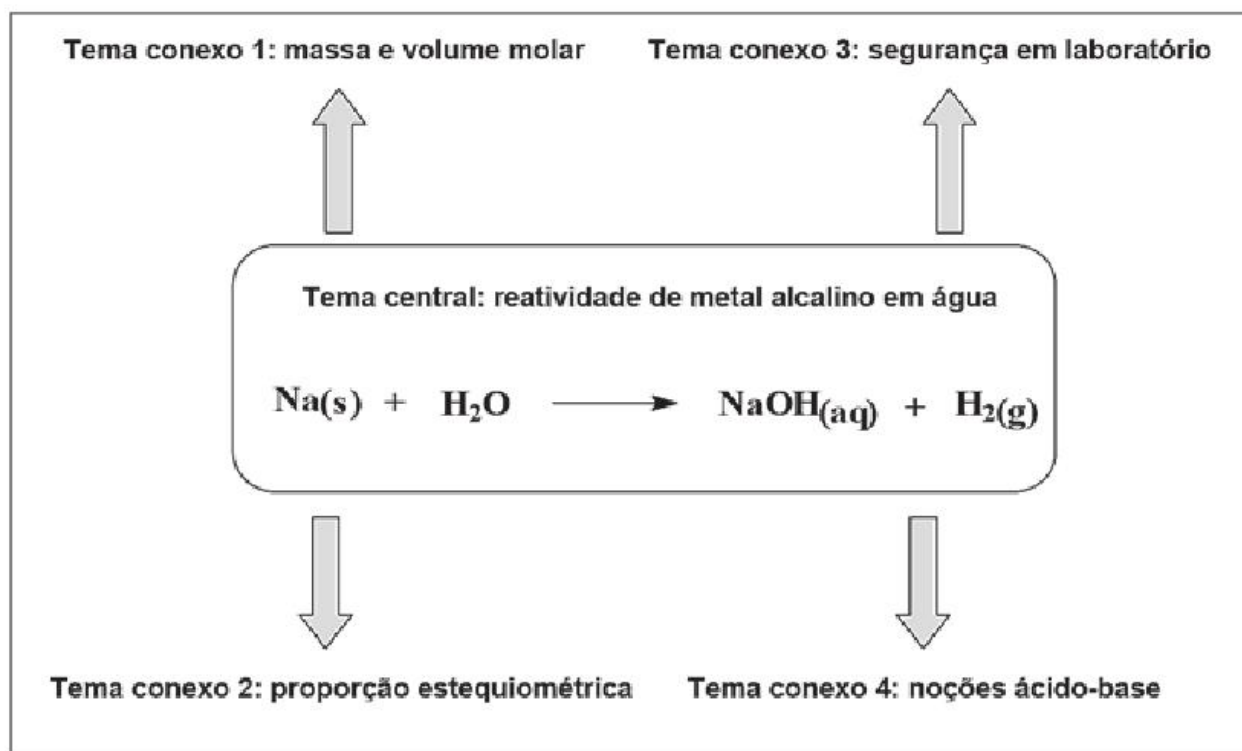 Tema conexo 1: massa e volume molar
Tema conexo 3: segurança em laboratório
Tema central: reatividade de metal alcalino em água
Na(s) + H₂O ⟶ NaOH(aq) + H₂(g)
Tema conexo 2: proporção estequiométrica
Tema conexo 4: noções ácido-base